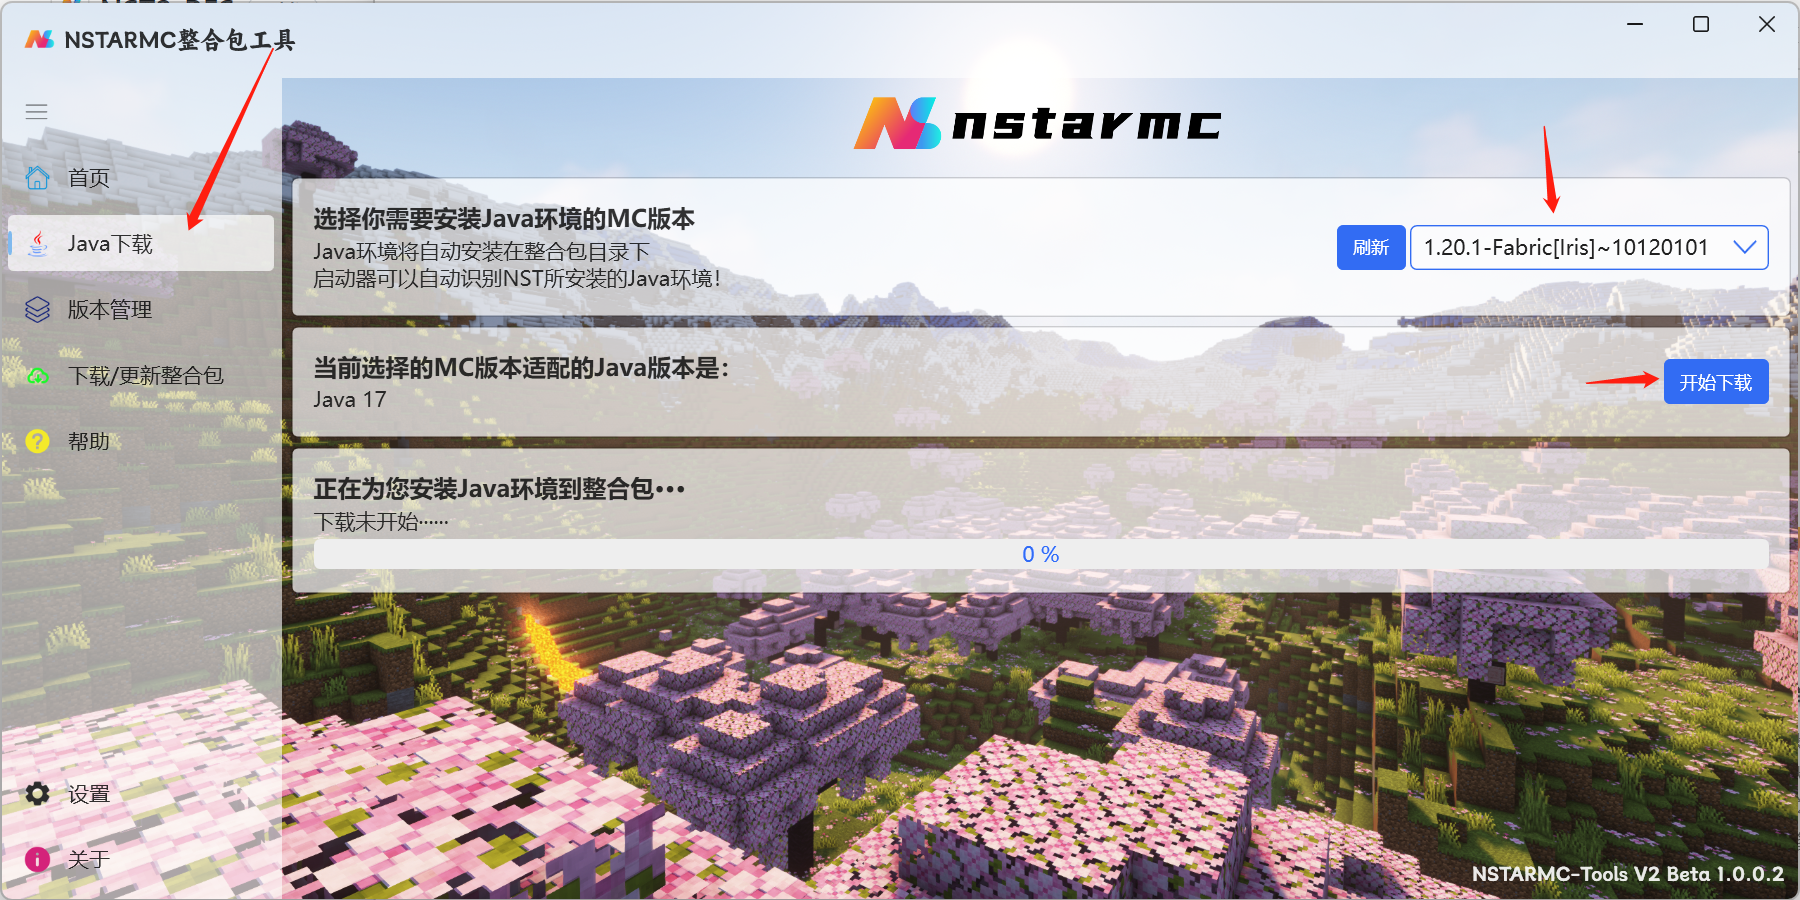 NSTARMC整合包工具
nstarmc
首页
Java下载
版本管理
下载/更新整合包
帮助
设置
关于
选择你需要安装Java环境的MC版本
Java环境将自动安装在整合包目录下
启动器可以自动识别NST所安装的Java环境！
刷新
1.20.1-Fabric[Iris]~10120101
当前选择的MC版本适配的Java版本是：
Java 17
开始下载
正在为您安装Java环境到整合包•••
下载未开始······
0 %
NSTARMC-Tools V2 Beta 1.0.0.2